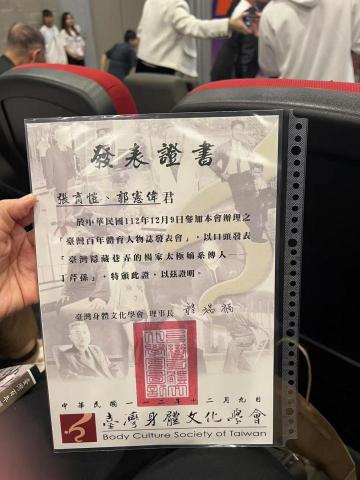 發表證書
張育愷、郭憲偉君
於中華民國112年12月9日參加本會辦理之
「臺灣百年體育人物誌發表會」，以口頭發表
「臺灣隱藏巷弄的楊家太極嫡系傳人
丁芹孫」，特頒此證，以茲證明。
臺灣身體文化學會 理事長
中華民國一一二年十二月九日
臺灣身體文化學會
Body Culture Society of Taiwan